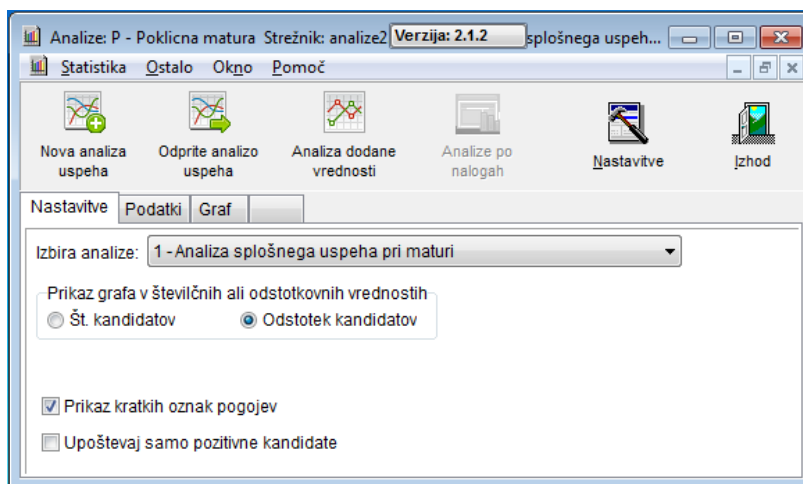 Analize: P - Poklicna matura Strežnik: analize2 Verzija: 2.1.2 splošnega uspeh...
Statistika Ostalo Okno Pomoč
Nova analiza uspeha
Odprite analizo uspeha
Analiza dodane vrednosti
Analize po nalogah
Nastavitve
Izhod
Nastavitve Podatki Graf
Izbira analize: 1 - Analiza splošnega uspeha pri maturi
Prikaz grafa v številčnih ali odstotkovnih vrednostih
Št. kandidatov Odstotek kandidatov
Prikaz kratkih oznak pogojev
Upoštevaj samo pozitivne kandidate